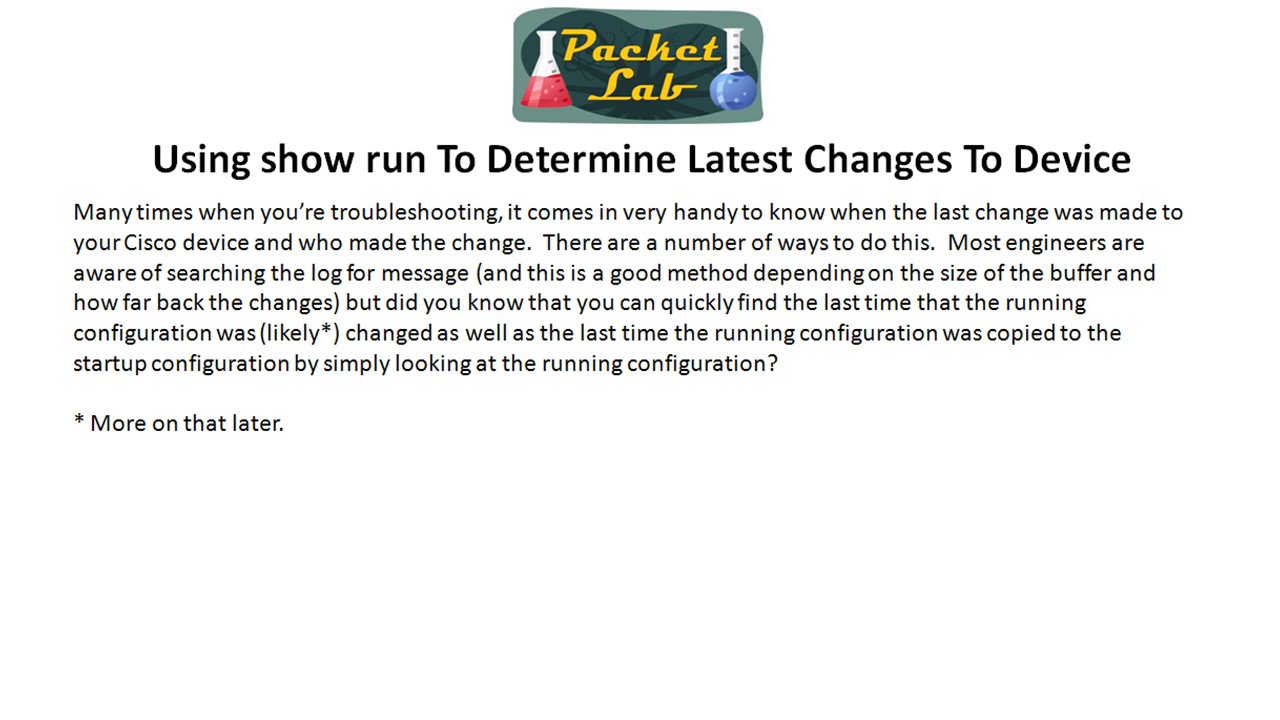 Packet
Lab
Using show run To Determine Latest Changes To Device
Many times when you’re troubleshooting, it comes in very handy to know when the last change was made to
your Cisco device and who made the change.  There are a number of ways to do this.  Most engineers are
aware of searching the log for message (and this is a good method depending on the size of the buffer and
how far back the changes) but did you know that you can quickly find the last time that the running
configuration was (likely*) changed as well as the last time the running configuration was copied to the
startup configuration by simply looking at the running configuration?
* More on that later.